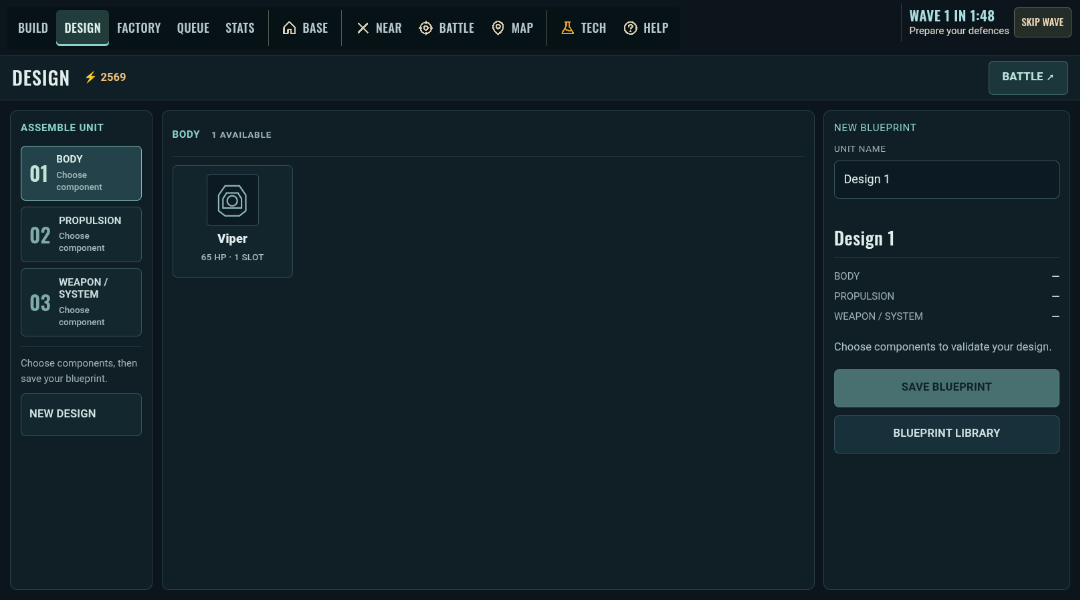 BUILD DESIGN FACTORY QUEUE STATS BASE NEAR BATTLE MAP TECH HELP
WAVE 1 IN 1:48
Prepare your defences
SKIP WAVE
DESIGN ⚡ 2569
BATTLE ↗
ASSEMBLE UNIT
01 BODY
Choose
component
02 PROPULSION
Choose
component
03 WEAPON /
SYSTEM
Choose
component
Choose components, then
save your blueprint.
NEW DESIGN
BODY 1 AVAILABLE
Viper
65 HP · 1 SLOT
NEW BLUEPRINT
UNIT NAME
Design 1
Design 1
BODY —
PROPULSION —
WEAPON / SYSTEM —
Choose components to validate your design.
SAVE BLUEPRINT
BLUEPRINT LIBRARY